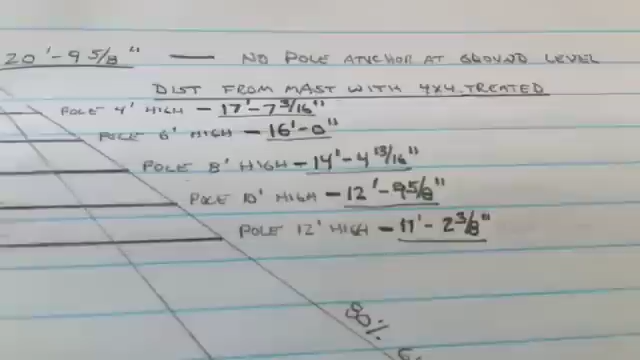 20'-9 5/8" — NO POLE ANCHOR AT GROUND LEVEL
DIST FROM MAST WITH 4X4 TREATED
POLE 4' HIGH - 17'-7 3/16"
POLE 6' HIGH - 16'-0"
POLE 8' HIGH - 14'-4 13/16"
POLE 10' HIGH - 12'-9 5/8"
POLE 12' HIGH - 11'-2 3/8"
80%